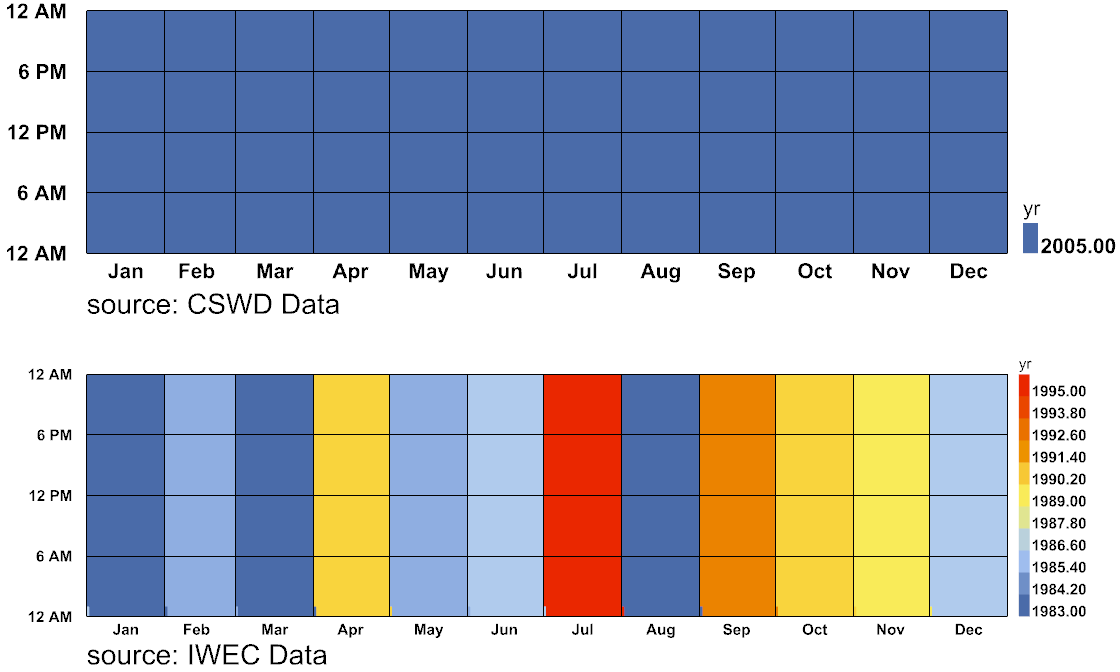 12 AM
6 PM
12 PM
6 AM
12 AM
Jan Feb Mar Apr May Jun Jul Aug Sep Oct Nov Dec
yr
2005.00
source: CSWD Data
12 AM
6 PM
12 PM
6 AM
12 AM
Jan Feb Mar Apr May Jun Jul Aug Sep Oct Nov Dec
yr
1995.00
1993.80
1992.60
1991.40
1990.20
1989.00
1987.80
1986.60
1985.40
1984.20
1983.00
source: IWEC Data